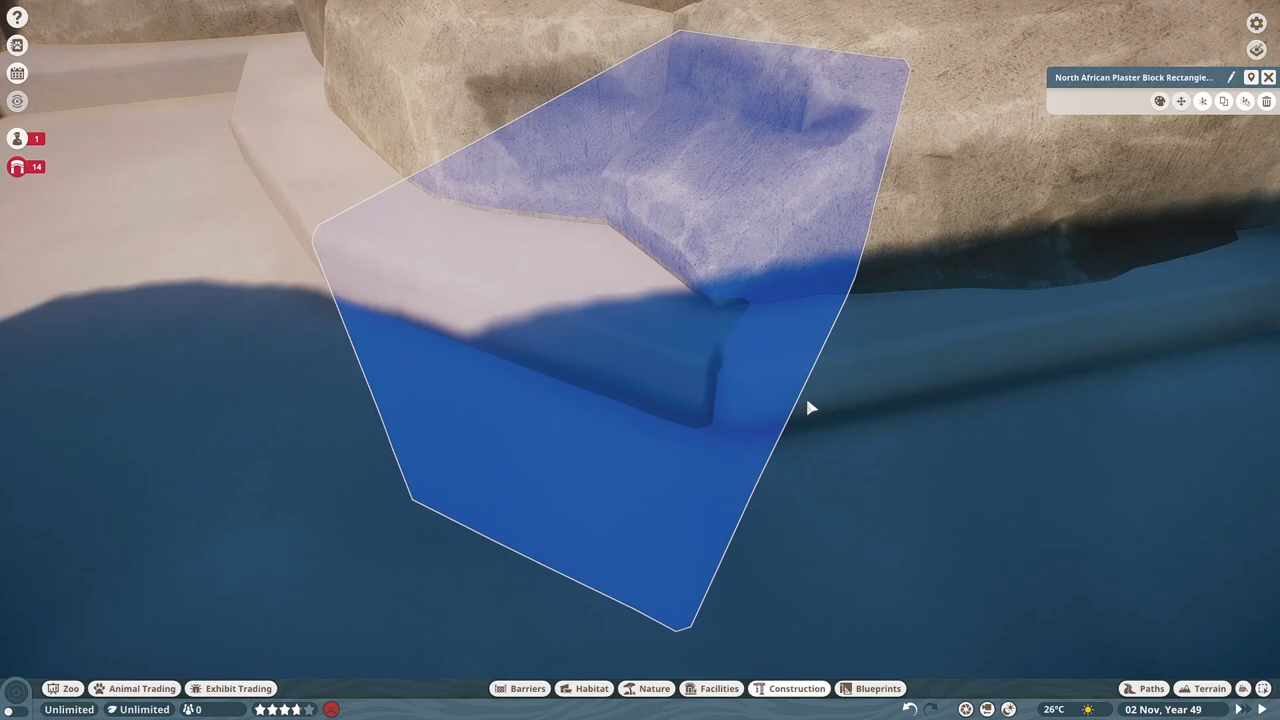 ?
North African Plaster Block Rectangle...
1
14
Zoo
Animal Trading
Exhibit Trading
Barriers
Habitat
Nature
Facilities
Construction
Blueprints
Paths
Terrain
Unlimited
Unlimited
0
26°C
02 Nov, Year 49